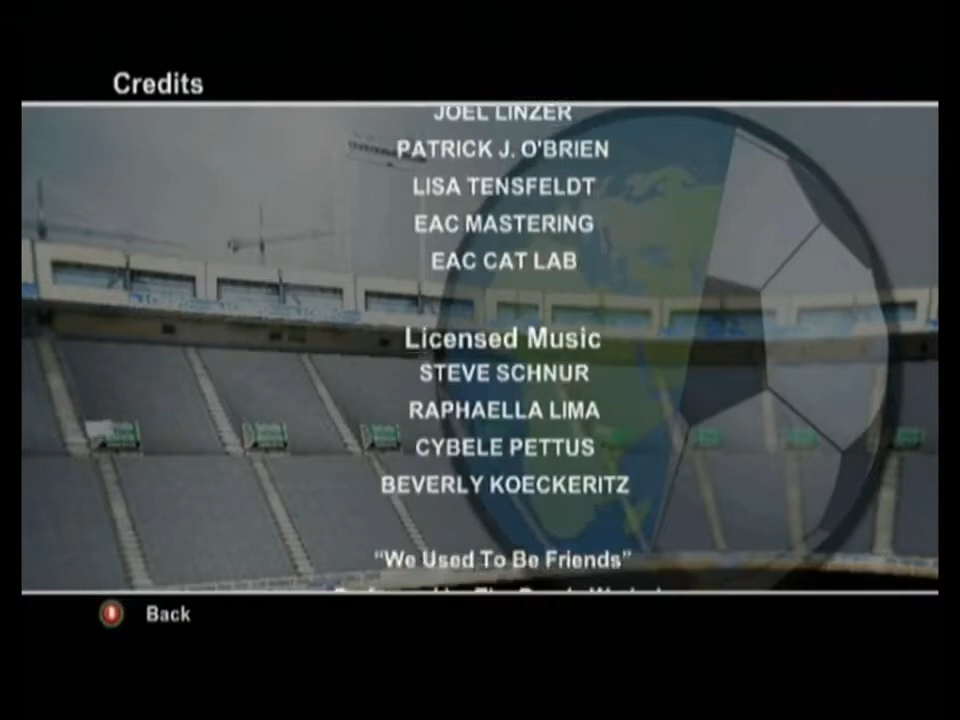 Credits
JOEL LINZER
PATRICK J. O'BRIEN
LISA TENSFELDT
EAC MASTERING
EAC CAT LAB
Licensed Music
STEVE SCHNUR
RAPHAELLA LIMA
CYBELE PETTUS
BEVERLY KOECKERITZ
“We Used To Be Friends”
Back